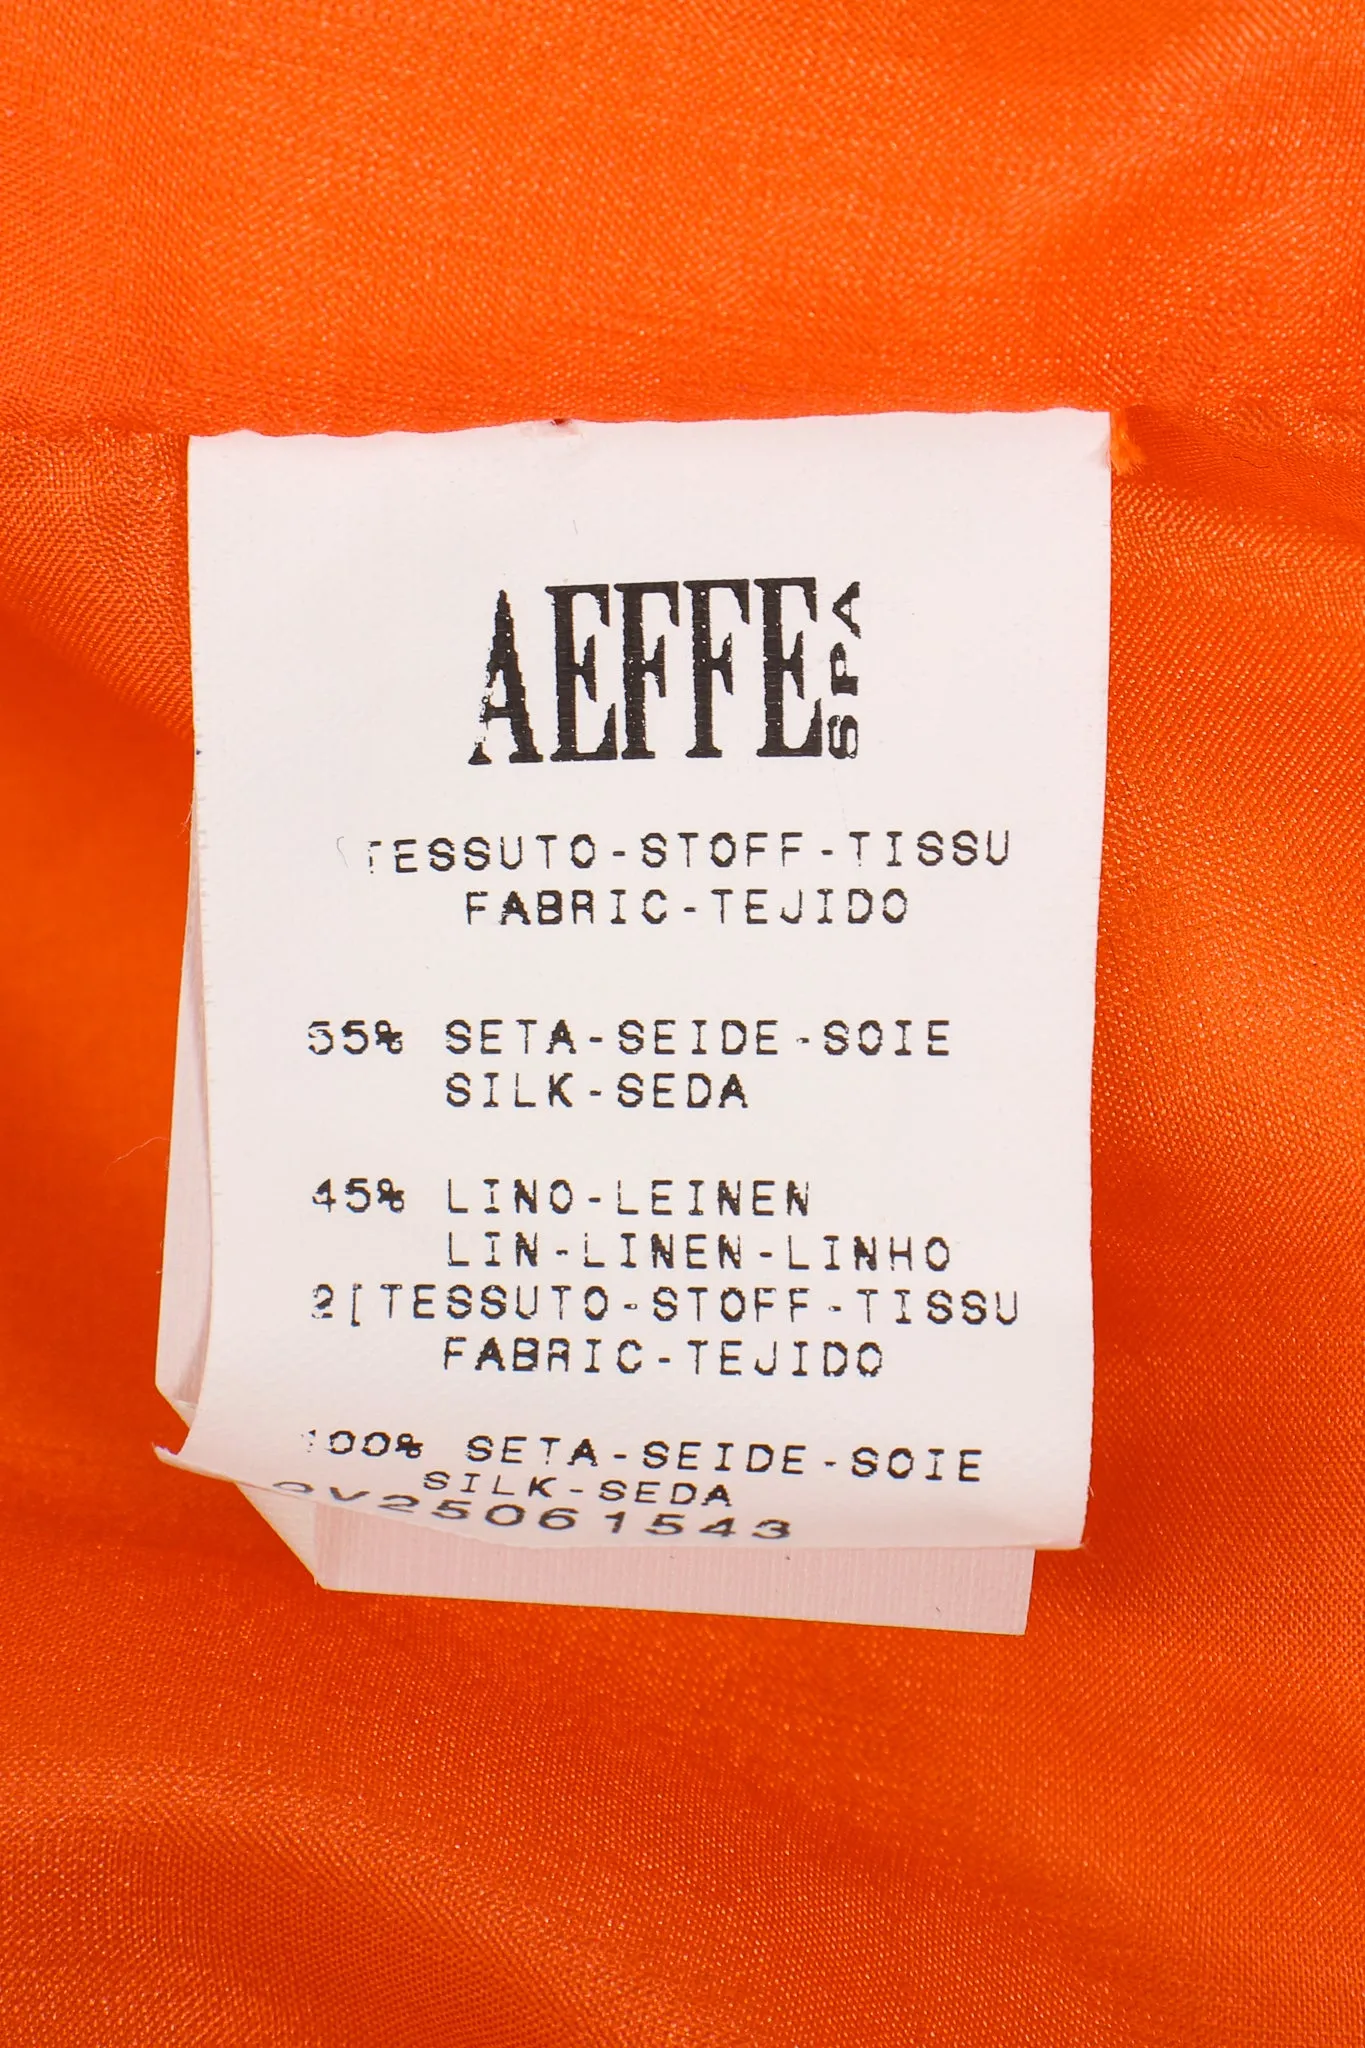 AEFFE SPA
TESSUTO-STOFF-TISSU
FABRIC-TEJIDO
55% SETA-SEIDE-SOIE
SILK-SEDA
45% LINO-LEINEN
LIN-LINEN-LINHO
2[TESSUTO-STOFF-TISSU
FABRIC-TEJIDO
100% SETA-SEIDE-SOIE
SILK-SEDA